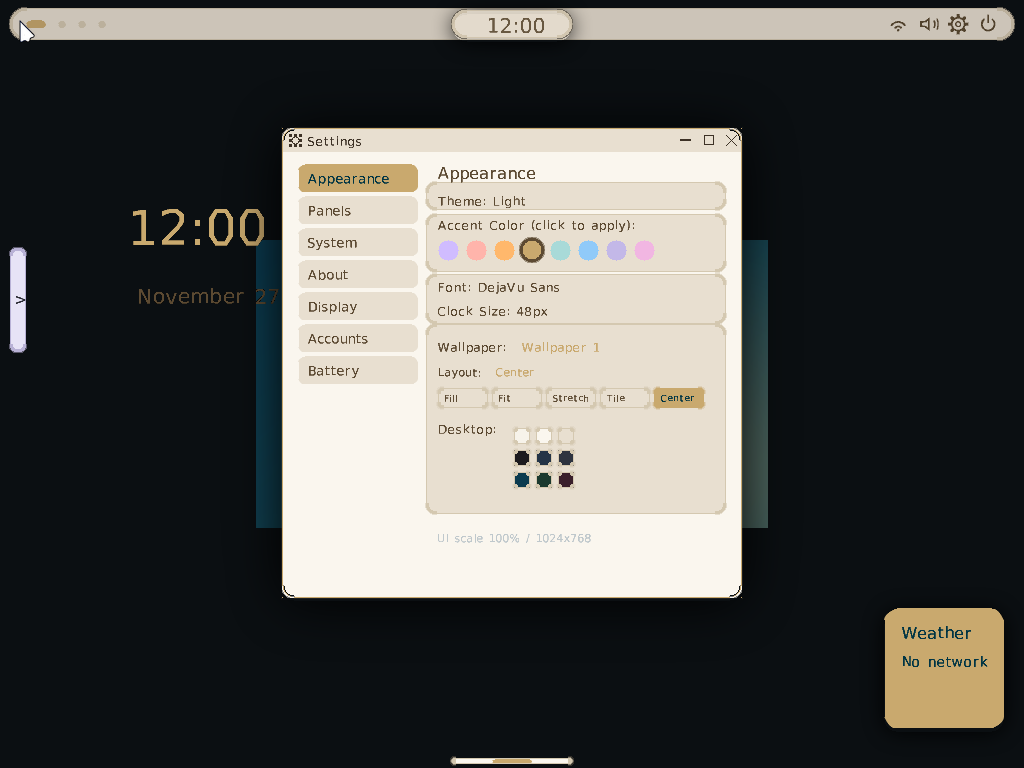 12:00
Settings
Appearance
Panels
System
About
Display
Accounts
Battery
Appearance
Theme: Light
Accent Color (click to apply):
Font: DejaVu Sans
Clock Size: 48px
Wallpaper: Wallpaper 1
Layout: Center
Fill Fit Stretch Tile Center
Desktop:
UI scale 100% / 1024x768
12:00
November 27
>
Weather
No network